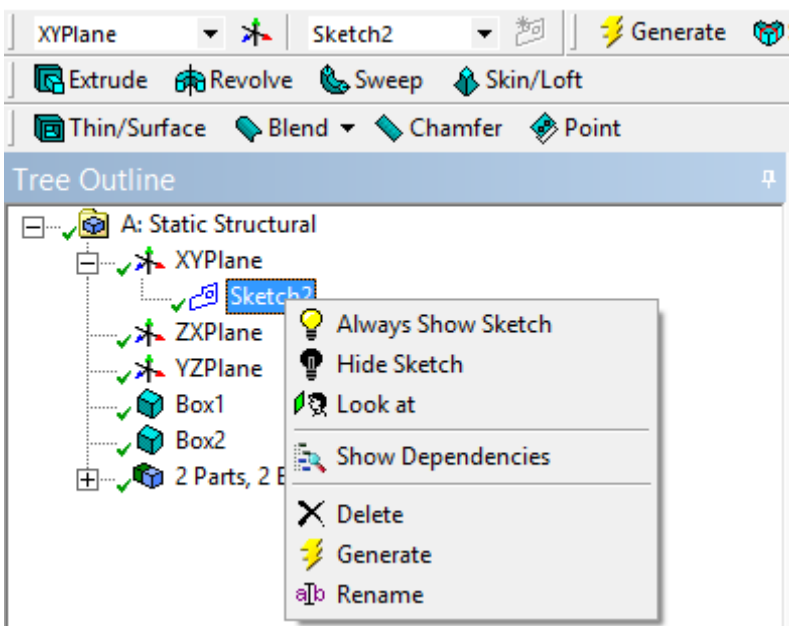 XYPlane Sketch2 Generate
Extrude Revolve Sweep Skin/Loft
Thin/Surface Blend Chamfer Point
Tree Outline
A: Static Structural
XYPlane
Sketch2
ZXPlane
YZPlane
Box1
Box2
2 Parts, 2
Always Show Sketch
Hide Sketch
Look at
Show Dependencies
Delete
Generate
Rename